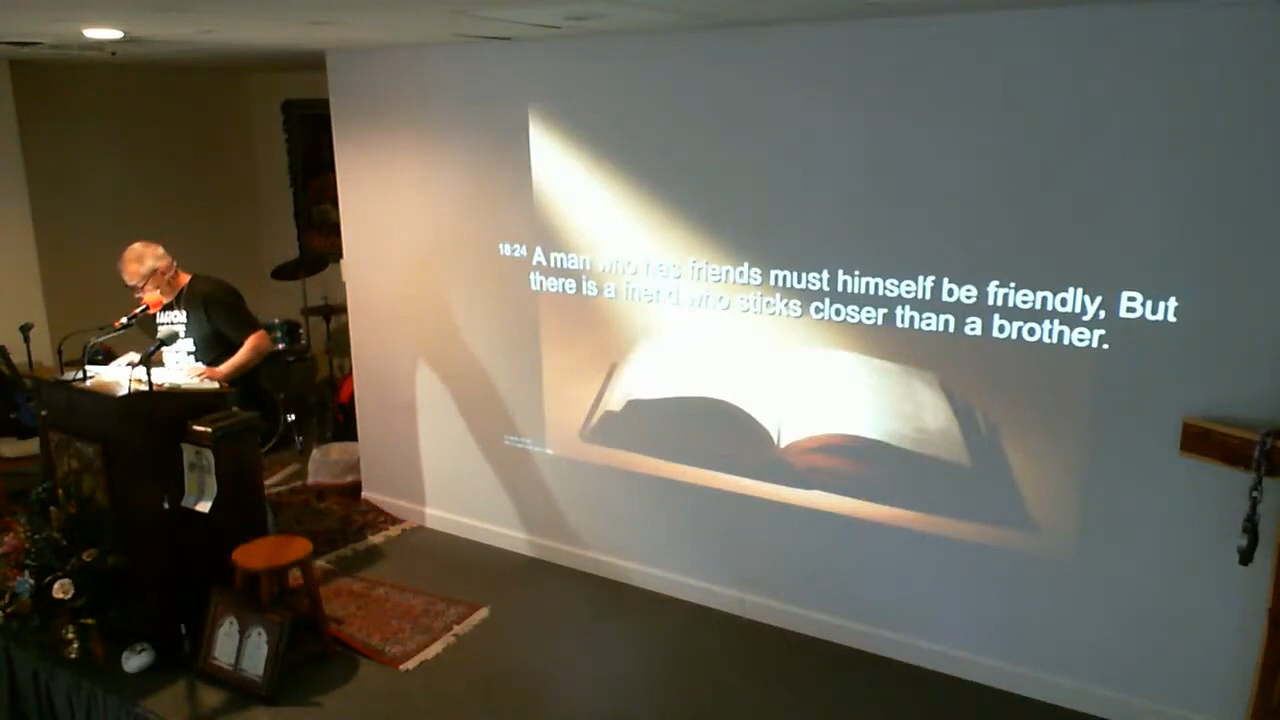 18:24 A man who has friends must himself be friendly, But
there is a friend who sticks closer than a brother.